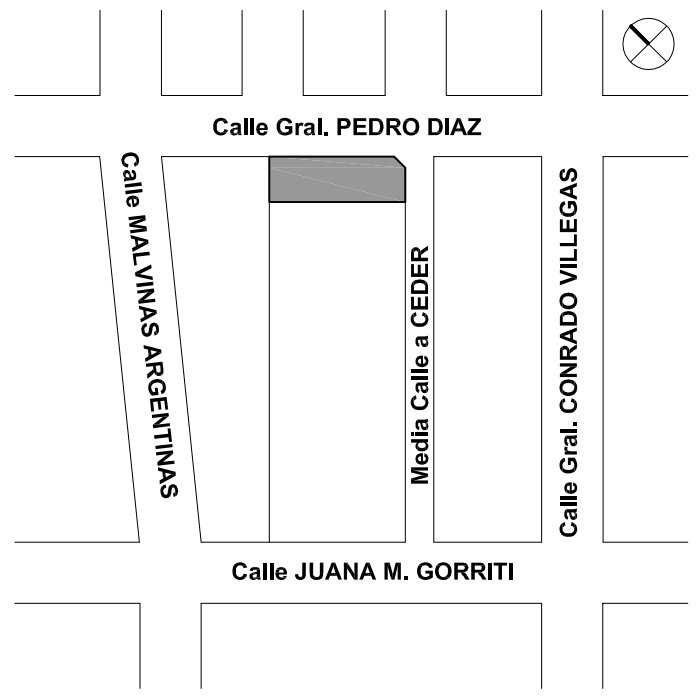 Calle Gral. PEDRO DIAZ
Calle MALVINAS ARGENTINAS
Media Calle a CEDER
Calle Gral. CONRADO VILLEGAS
Calle JUANA M. GORRITI